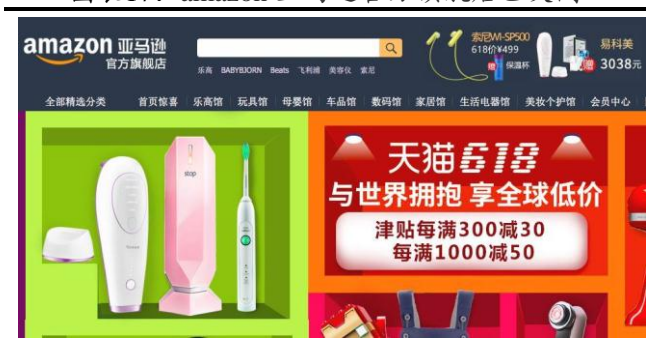 amazon 亚马逊
官方旗舰店
乐高 BABYBJORN Beats 飞利浦 美容仪 索尼
索尼WI-SP500
618价¥499
赠 保温杯
易科美
赠 3038元
全部精选分类 首页惊喜 乐高馆 玩具馆 母婴馆 车品馆 数码馆 家居馆 生活电器馆 美妆个护馆 会员中心
stop
天猫618
与世界拥抱 享全球低价
津贴每满300减30
每满1000减50